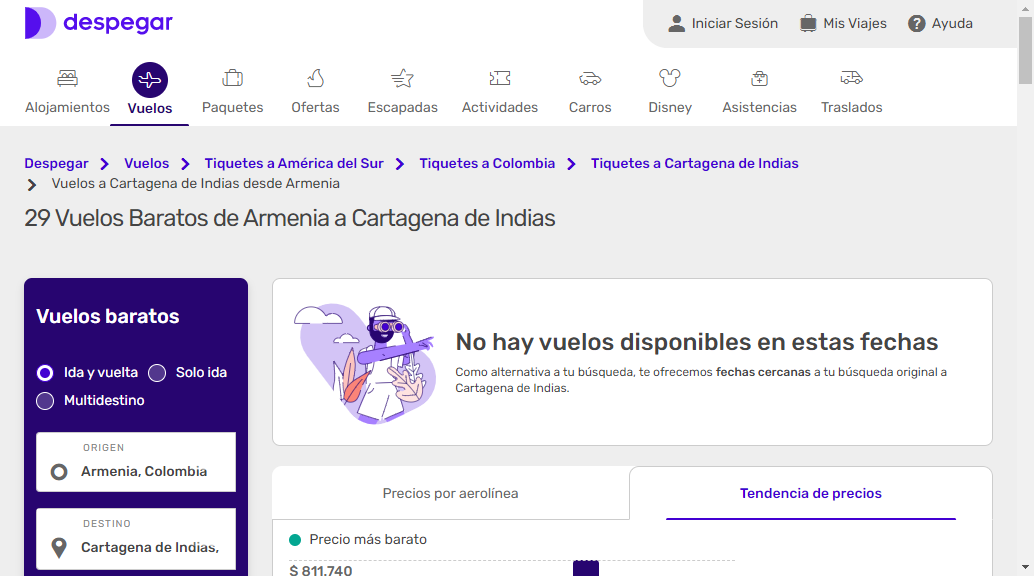 despegar
Iniciar Sesión
Mis Viajes
Ayuda
Alojamientos
Vuelos
Paquetes
Ofertas
Escapadas
Actividades
Carros
Disney
Asistencias
Traslados
Despegar
Vuelos
Tiquetes a América del Sur
Tiquetes a Colombia
Tiquetes a Cartagena de Indias
Vuelos a Cartagena de Indias desde Armenia
29 Vuelos Baratos de Armenia a Cartagena de Indias
Vuelos baratos
Ida y vuelta
Solo ida
Multidestino
ORIGEN
Armenia, Colombia
DESTINO
Cartagena de Indias,
No hay vuelos disponibles en estas fechas
Como alternativa a tu búsqueda, te ofrecemos fechas cercanas a tu búsqueda original a
Cartagena de Indias.
Precios por aerolínea
Tendencia de precios
Precio más barato
$ 811.740